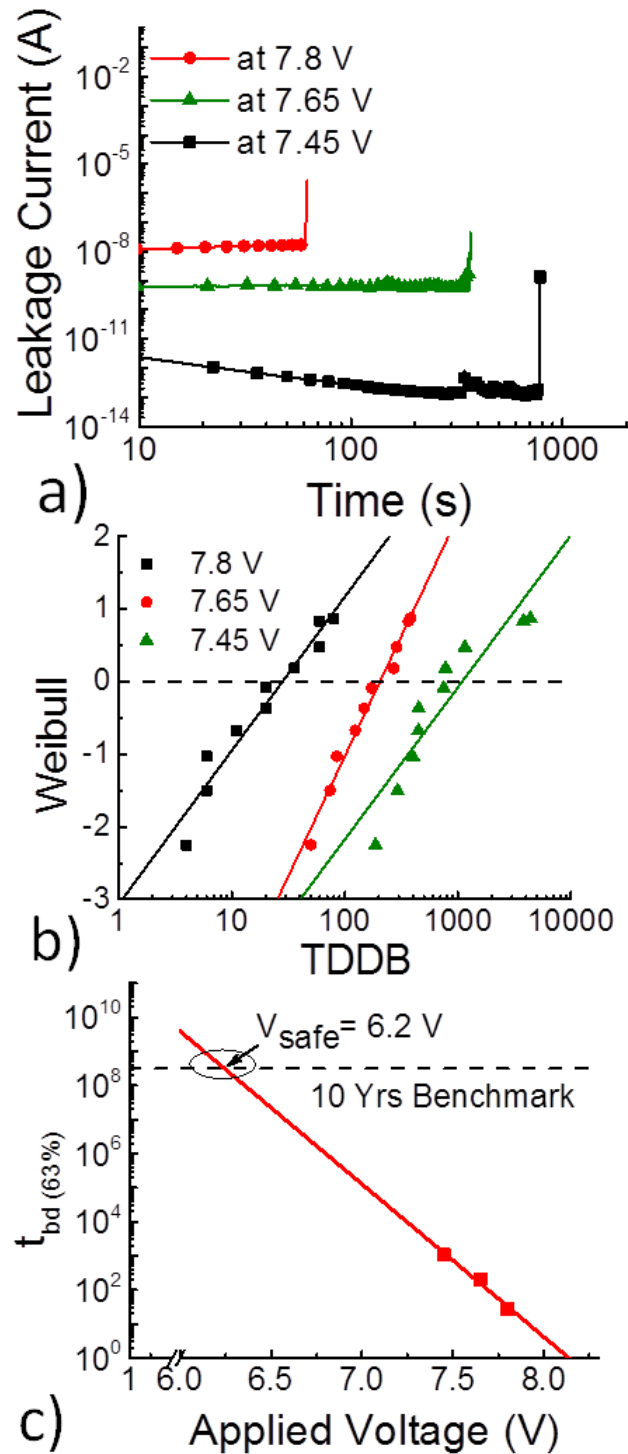 Leakage Current (A)
10^-2
10^-5
10^-8
10^-11
10^-14
at 7.8 V
at 7.65 V
at 7.45 V
10 100 1000
Time (s)
a)
Weibull
2
1
0
-1
-2
-3
7.8 V
7.65 V
7.45 V
1 10 100 1000 10000
TDDB
b)
t_bd (63%)
10^10
10^8
10^6
10^4
10^2
10^0
V_safe= 6.2 V
10 Yrs Benchmark
1 6.0 6.5 7.0 7.5 8.0
Applied Voltage (V)
c)